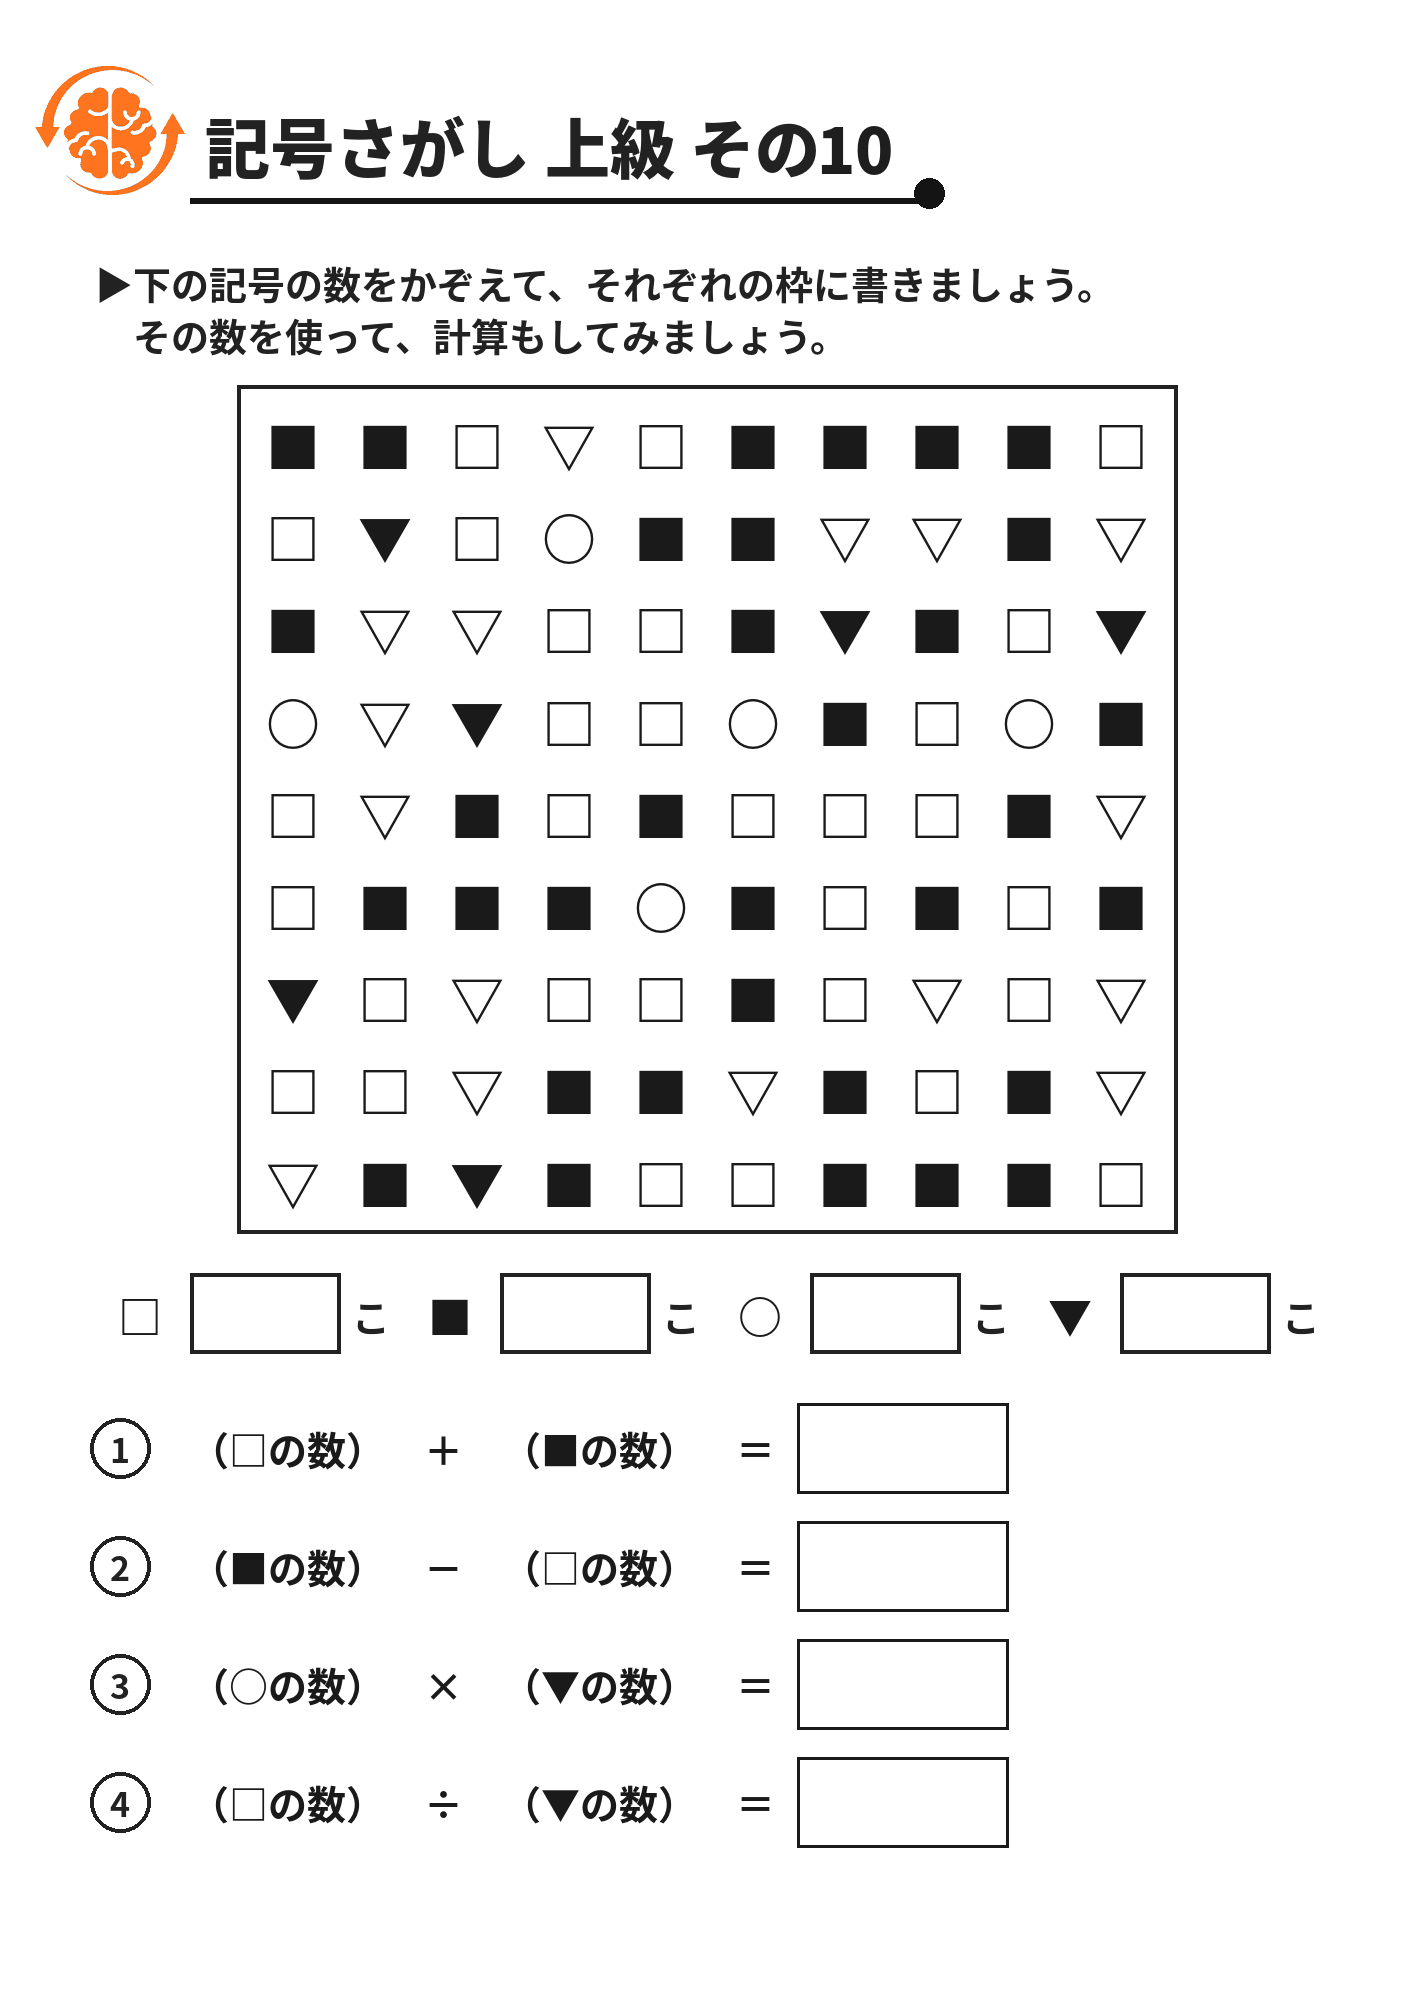 記号さがし 上級 その10
▶下の記号の数をかぞえて、それぞれの枠に書きましょう。
その数を使って、計算もしてみましょう。
■ ■ □ ▽ □ ■ ■ ■ ■ □
□ ▼ □ ○ ■ ■ ▽ ▽ ■ ▽
■ ▽ ▽ □ □ ■ ▼ ■ □ ▼
○ ▽ ▼ □ □ ○ ■ □ ○ ■
□ ▽ ■ □ ■ □ □ □ ■ ▽
□ ■ ■ ■ ○ ■ □ ■ □ ■
▼ □ ▽ □ □ ■ □ ▽ □ ▽
□ □ ▽ ■ ■ ▽ ■ □ ■ ▽
▽ ■ ▼ ■ □ □ ■ ■ ■ □
□ こ ■ こ ○ こ ▼ こ
① （□の数） ＋ （■の数） ＝
② （■の数） － （□の数） ＝
③ （○の数） × （▼の数） ＝
④ （□の数） ÷ （▼の数） ＝